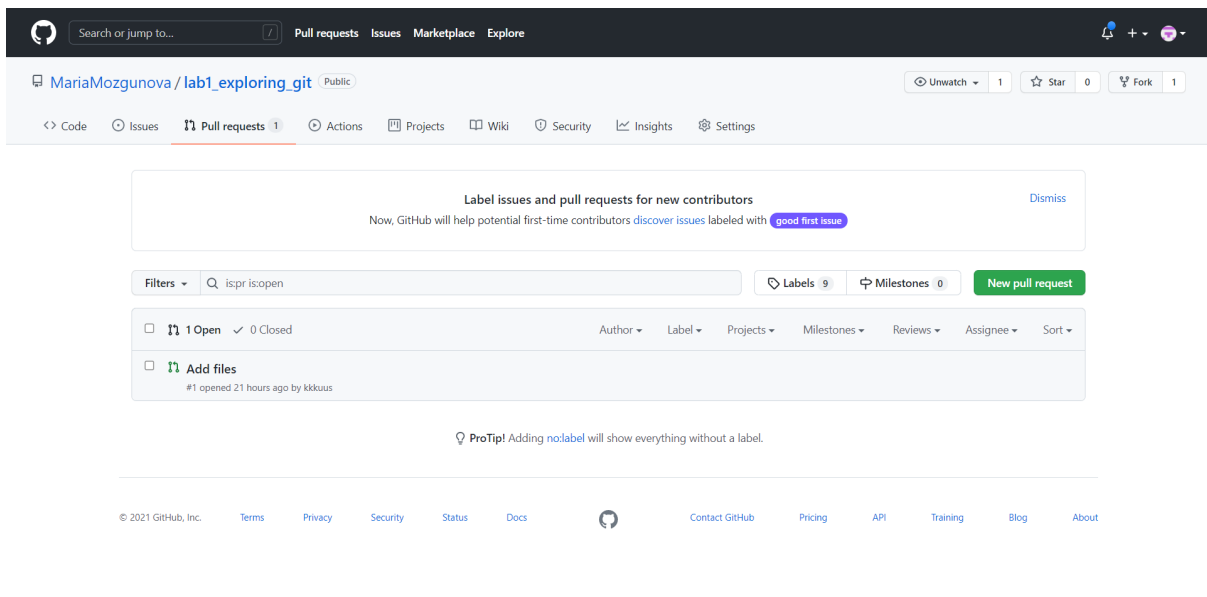 Search or jump to... / Pull requests Issues Marketplace Explore
MariaMozgunova / lab1_exploring_git Public Unwatch 1 Star 0 Fork 1
Code Issues Pull requests 1 Actions Projects Wiki Security Insights Settings
Label issues and pull requests for new contributors Dismiss
Now, GitHub will help potential first-time contributors discover issues labeled with good first issue
Filters is:pr is:open Labels 9 Milestones 0 New pull request
1 Open 0 Closed Author Label Projects Milestones Reviews Assignee Sort
Add files
#1 opened 21 hours ago by kkkuus
ProTip! Adding no:label will show everything without a label.
© 2021 GitHub, Inc. Terms Privacy Security Status Docs Contact GitHub Pricing API Training Blog About